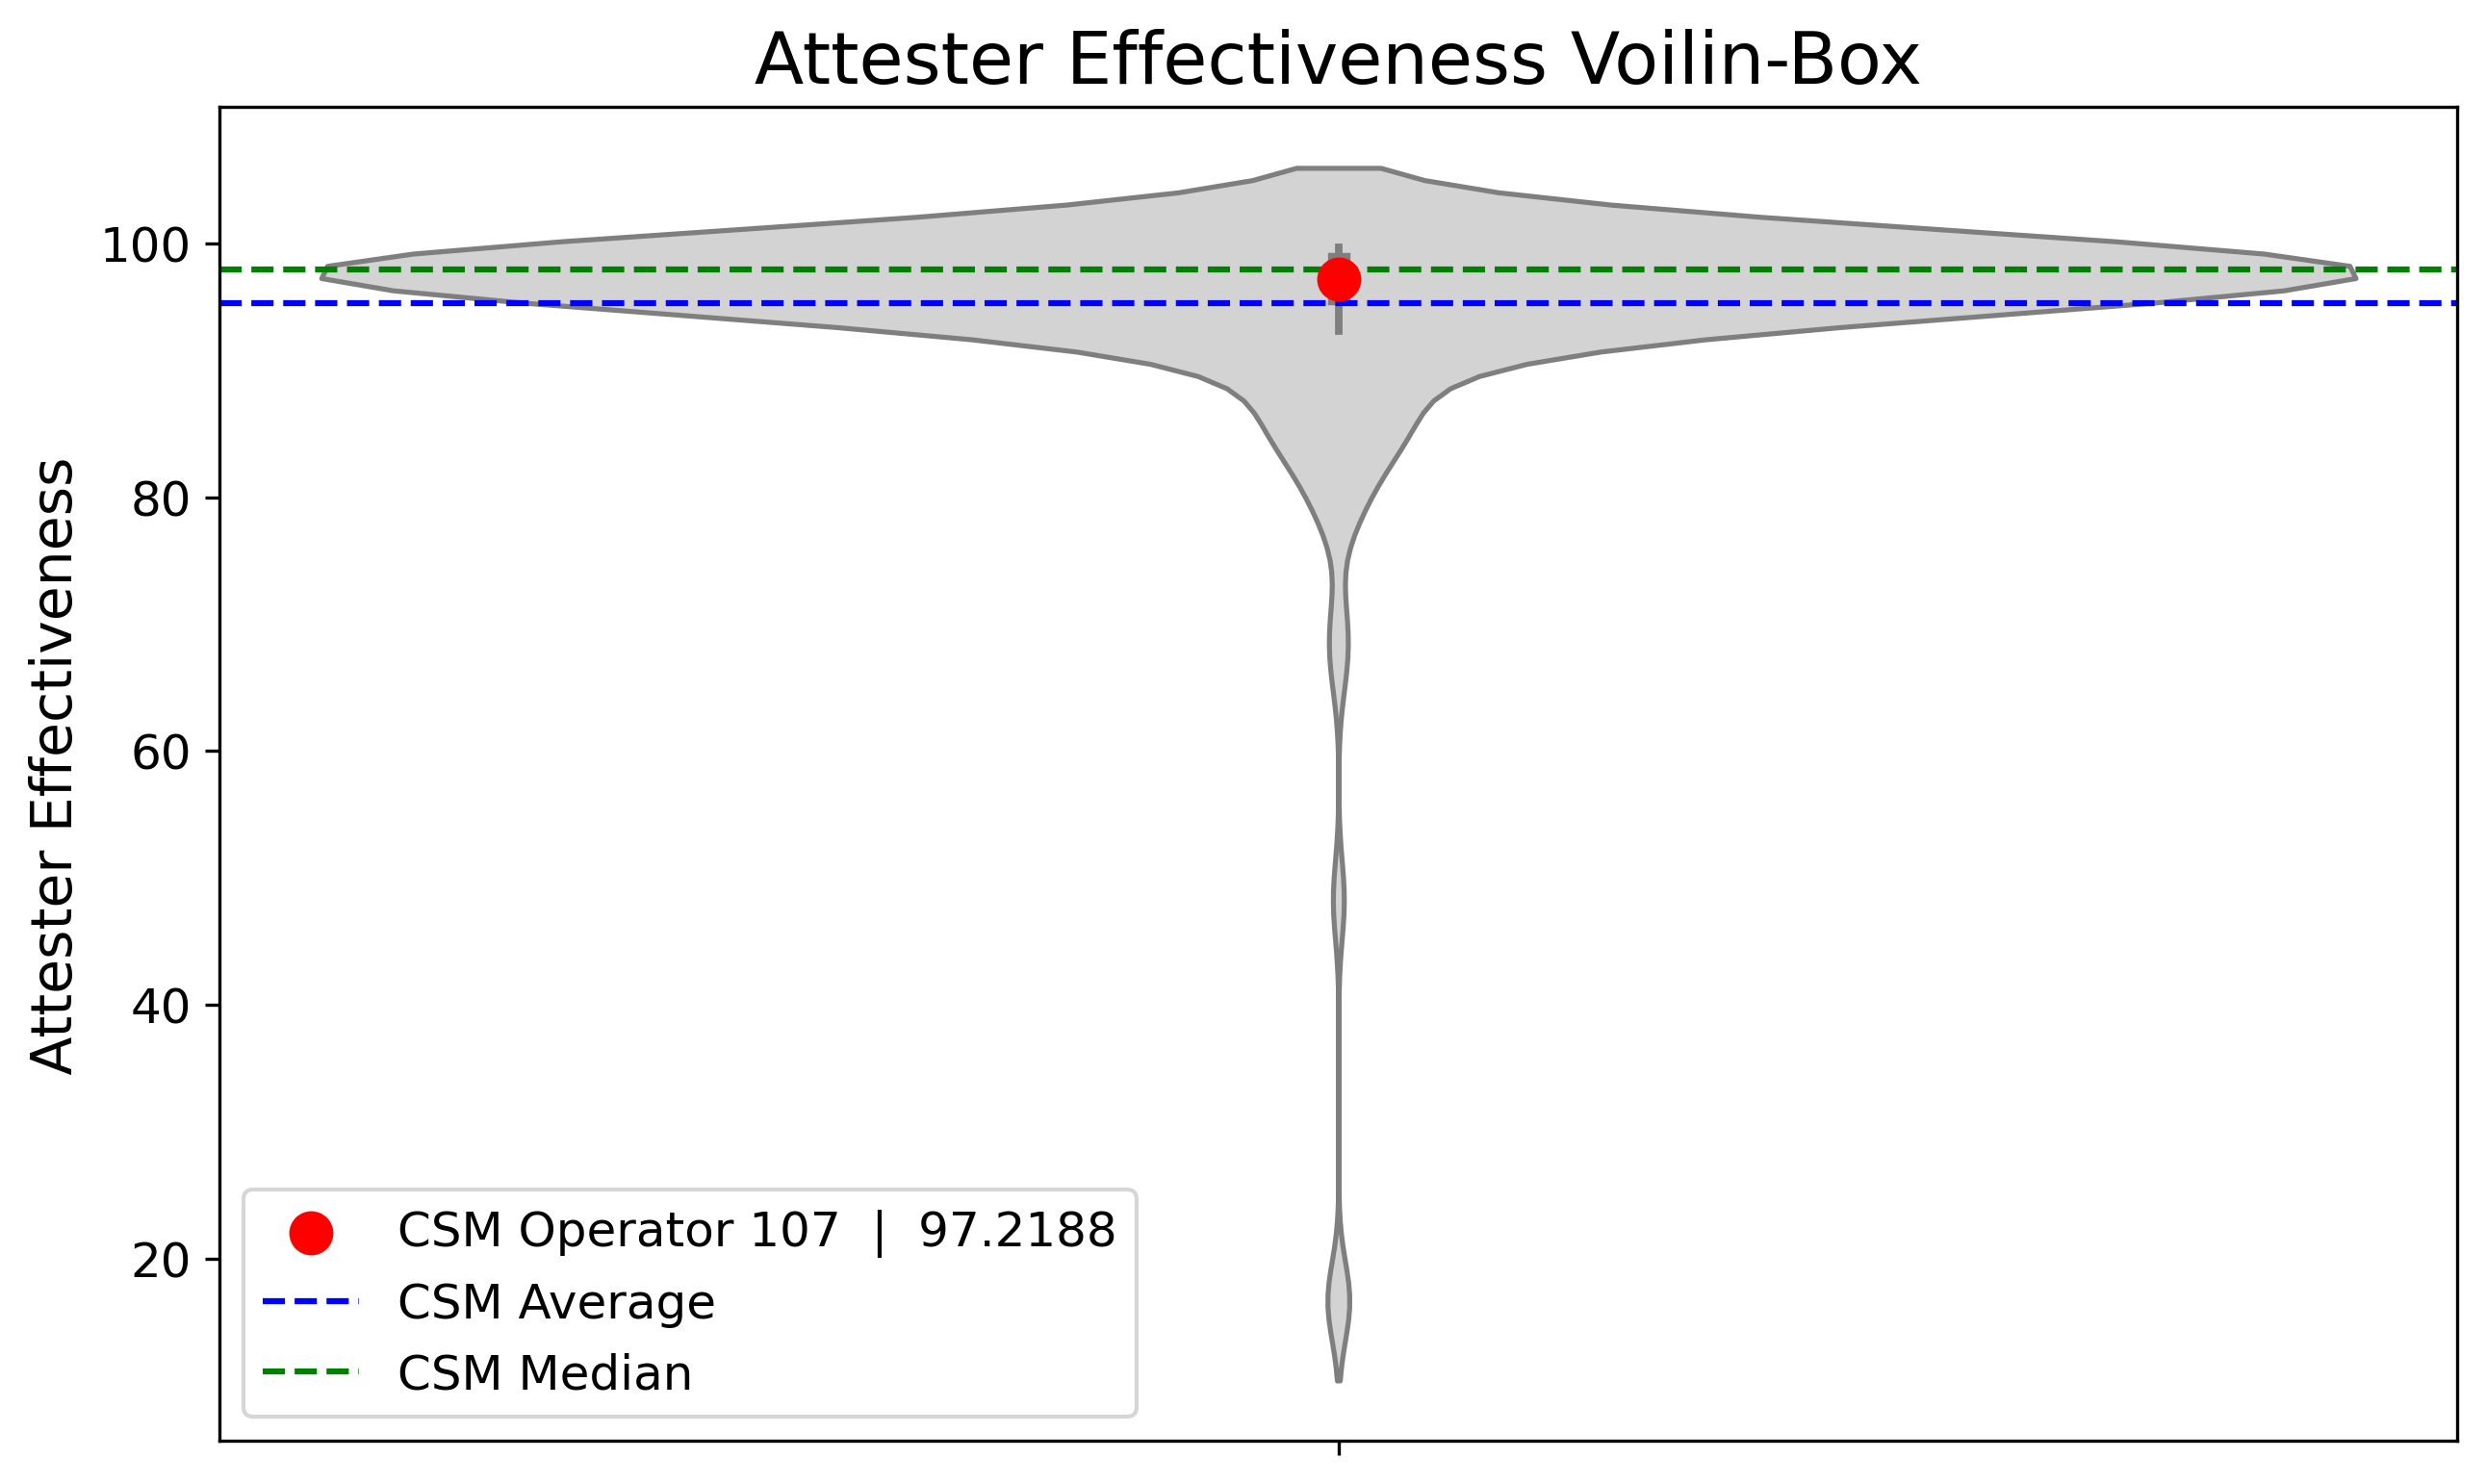 Attester Effectiveness Voilin-Box
Attester Effectiveness
100
80
60
40
20
CSM Operator 107 | 97.2188
CSM Average
CSM Median